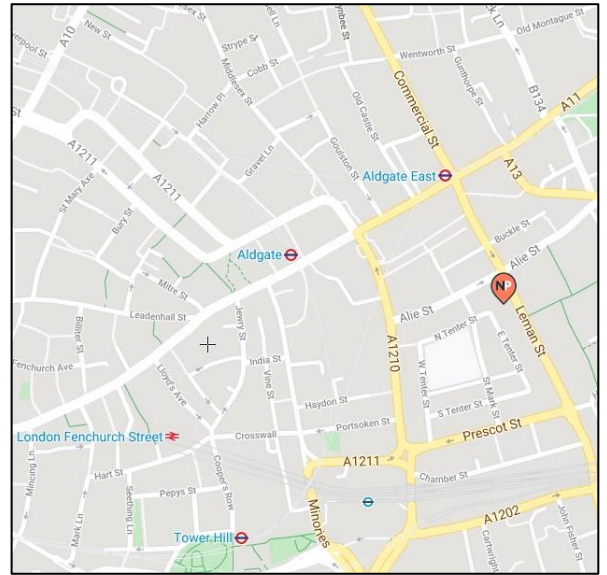 A10
New St
Middlesex St
Strype St
Cobb St
Harrow Pl
Commercial St
Wentworth St
Old Castle St
Gunthorpe St
Old Montague St
B134
A11
A13
A1211
A1211
St Mary Axe
Bury St
Gravel Ln
Goulston St
Aldgate East
Aldgate
Buckle St
Alie St
NP
Alie St
Mitre St
Leadenhall St
Jewry St
Billiter St
Fenchurch Ave
Lloyd's Ave
India St
Vine St
A1210
N Tenter St
E Tenter St
W Tenter St
S Tenter St
St Mark St
Leman St
Haydon St
Portsoken St
Prescot St
London Fenchurch Street
Crosswall
A1211
Chamber St
Hart St
Mincing Ln
Mark Ln
Seething Ln
Pepys St
Cooper's Row
Tower Hill
Minories
A1202
Cartwright
John Fisher St